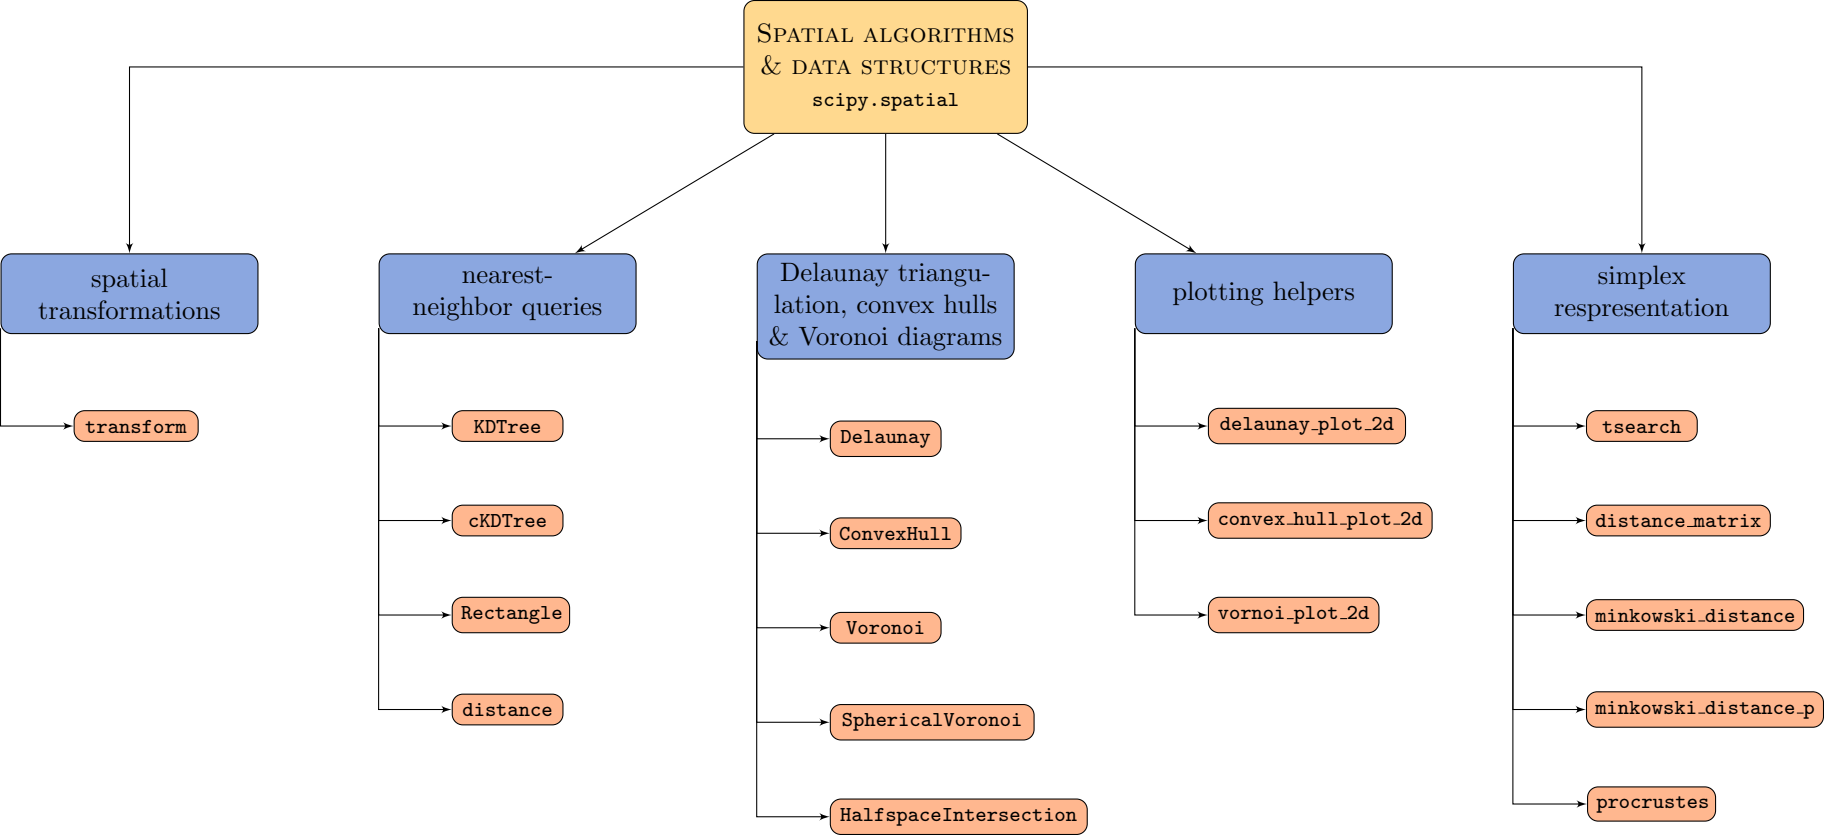 SPATIAL ALGORITHMS
& DATA STRUCTURES
scipy.spatial
spatial
transformations
transform
nearest-
neighbor queries
KDTree
cKDTree
Rectangle
distance
Delaunay triangu-
lation, convex hulls
& Voronoi diagrams
Delaunay
ConvexHull
Voronoi
SphericalVoronoi
HalfspaceIntersection
plotting helpers
delaunay_plot_2d
convex_hull_plot_2d
vornoi_plot_2d
simplex
respresentation
tsearch
distance_matrix
minkowski_distance
minkowski_distance_p
procrustes